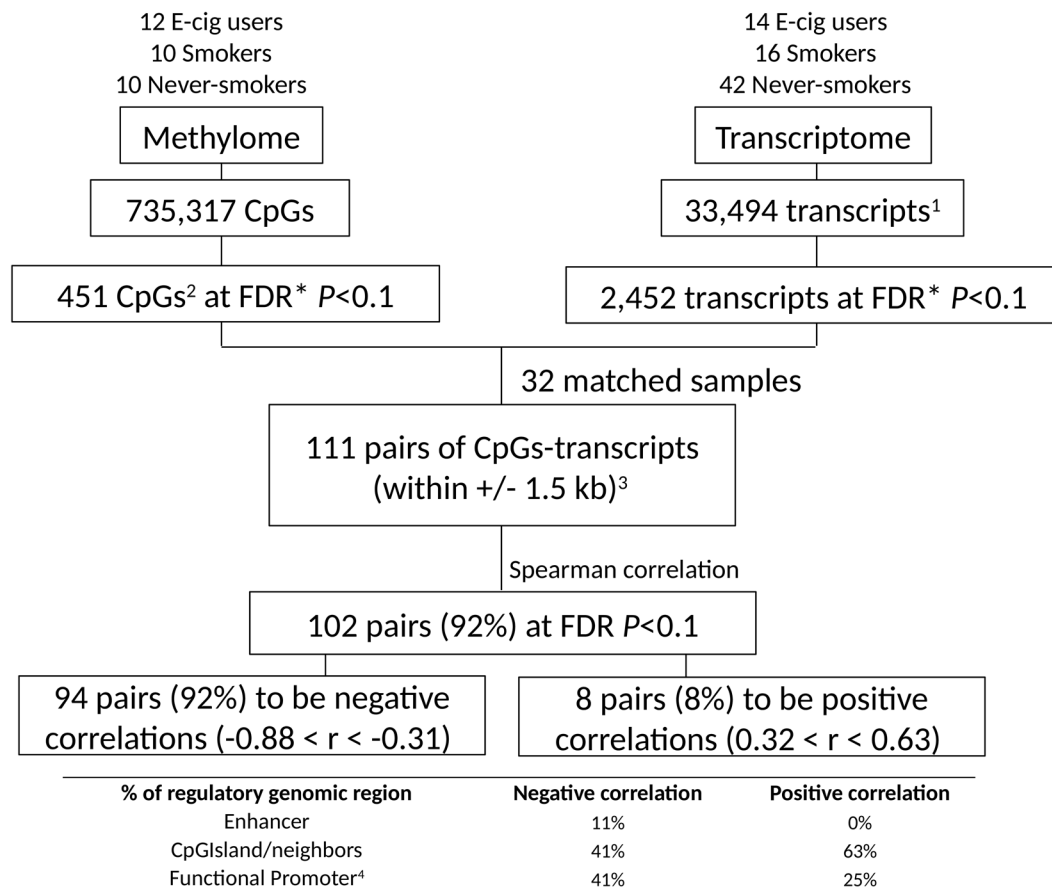 12 E-cig users
10 Smokers
10 Never-smokers
Methylome
735,317 CpGs
451 CpGs² at FDR* P<0.1
14 E-cig users
16 Smokers
42 Never-smokers
Transcriptome
33,494 transcripts¹
2,452 transcripts at FDR* P<0.1
32 matched samples
111 pairs of CpGs-transcripts
(within +/- 1.5 kb)³
Spearman correlation
102 pairs (92%) at FDR P<0.1
94 pairs (92%) to be negative
correlations (-0.88 < r < -0.31)
8 pairs (8%) to be positive
correlations (0.32 < r < 0.63)
% of regulatory genomic region Negative correlation Positive correlation
Enhancer 11% 0%
CpGIsland/neighbors 41% 63%
Functional Promoter⁴ 41% 25%